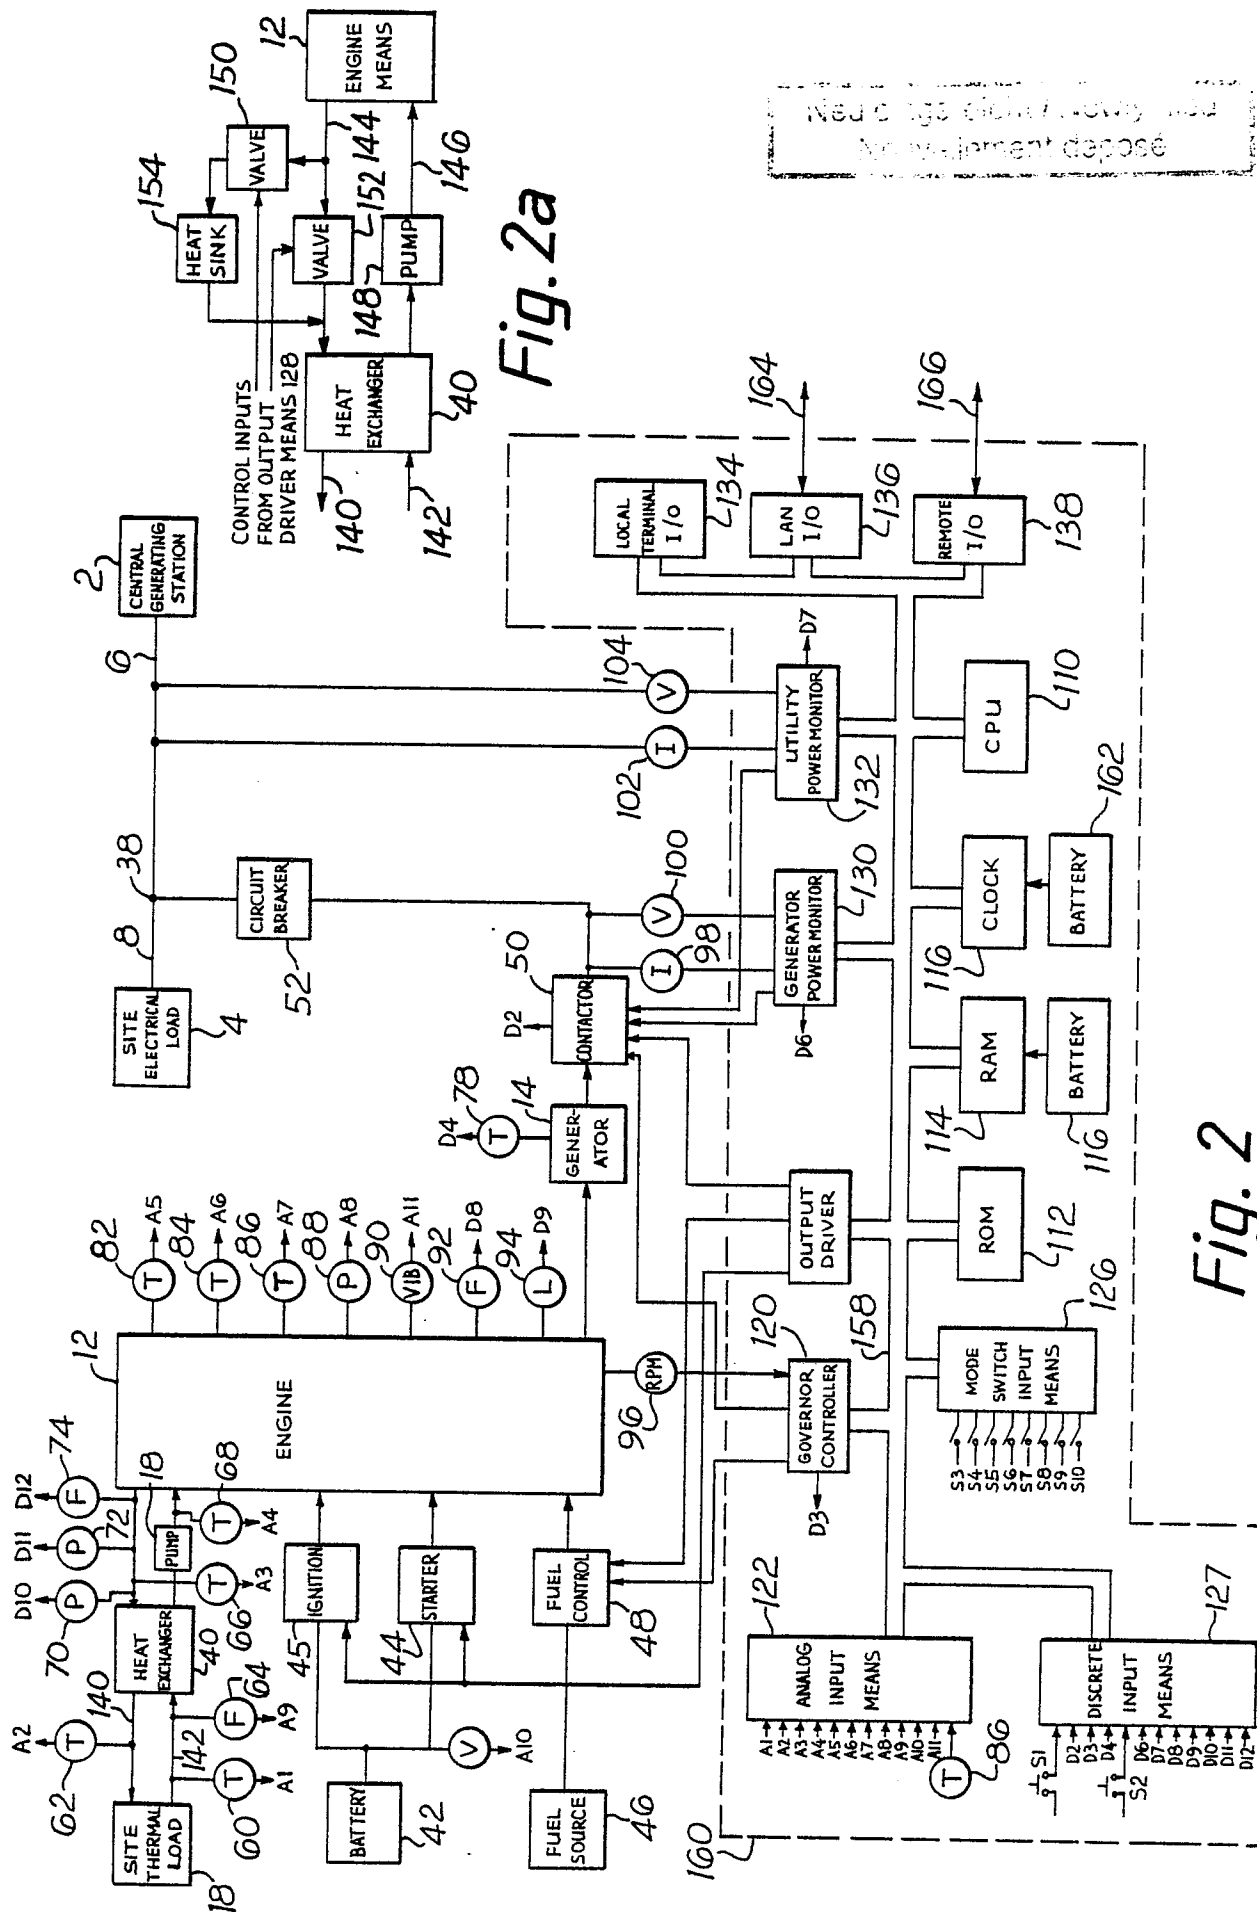 Fig. 2a
12
ENGINE
MEANS
150
VALVE
144
154
HEAT
SINK
152
VALVE
146
148
PUMP
CONTROL INPUTS
FROM OUTPUT
DRIVER MEANS 128
HEAT
EXCHANGER
40
140
142
deposé
2
CENTRAL
GENERATING
STATION
6
38
8
SITE
ELECTRICAL
LOAD
4
CIRCUIT
BREAKER
52
104
V
102
I
100
V
98
I
50
CONTACTOR
D2
14
GENER-
ATOR
78
T
D4
82
T
A5
84
T
A6
86
T
A7
88
P
A8
90
VIB
A11
92
F
D8
94
L
D9
12
ENGINE
96
RPM
D12
F
74
D11
P
72
D10
P
70
18
PUMP
T
68
A4
T
66
A3
HEAT
EXCHANGER
40
140
142
A2
T
62
F
64
A9
T
60
A1
SITE
THERMAL
LOAD
18
45
IGNITION
44
STARTER
FUEL
CONTROL
48
V
A10
BATTERY
42
FUEL
SOURCE
46
160
LOCAL
TERMINAL
I/O
134
LAN
I/O
136
164
REMOTE
I/O
138
166
UTILITY
POWER MONITOR
132
D7
GENERATOR
POWER MONITOR
130
D6
OUTPUT
DRIVER
158
GOVERNOR
CONTROLLER
120
D3
CPU
110
CLOCK
116
BATTERY
162
RAM
114
BATTERY
116
ROM
112
MODE
SWITCH
INPUT
MEANS
126
S3
S4
S5
S6
S7
S8
S9
S10
122
ANALOG
INPUT
MEANS
A1
A2
A3
A4
A5
A6
A7
A8
A9
A10
A11
T
86
DISCRETE
INPUT
MEANS
127
S1
D2
D3
D4
S2
D6
D7
D8
D9
D10
D11
D12
Fig. 2